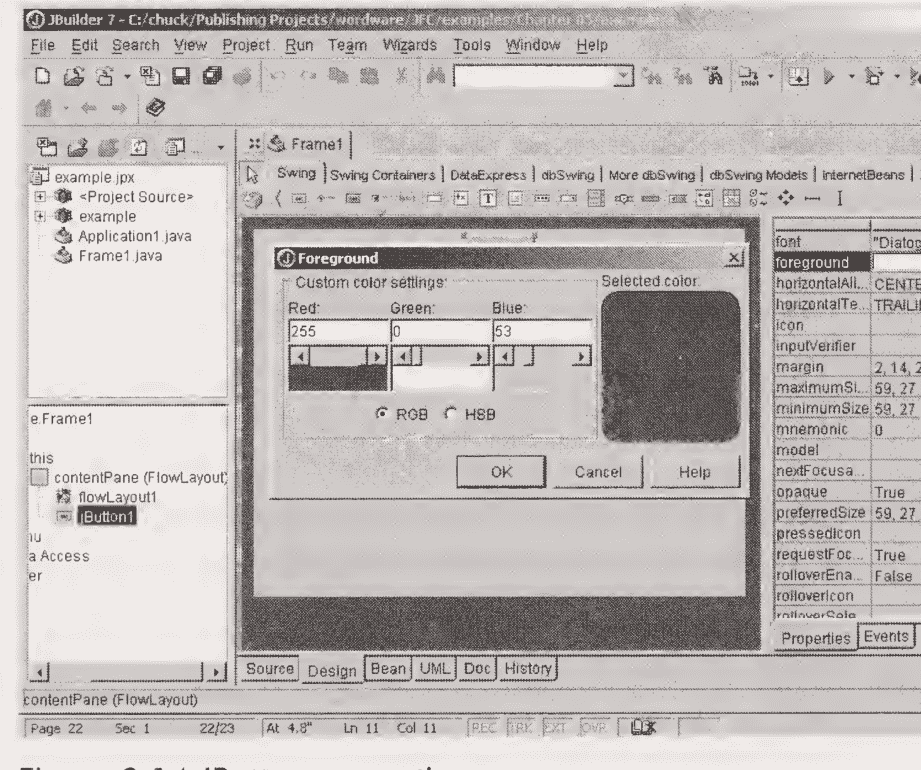 JBuilder 7 - C:/chuck/Publishing Projects/wordware/JFC/examples/Chapter 05/
File Edit Search View Project Run Team Wizards Tools Window Help
Frame1
example.jpx
<Project Source>
example
Application1.java
Frame1.java
Swing Swing Containers DataExpress dbSwing More dbSwing dbSwing Models InternetBeans
Foreground
Custom color settings:
Selected color:
Red: Green: Blue:
255 0 53
RGB HSB
OK Cancel Help
font "Dialog
foreground
horizontalAli... CENTE
horizontalTe... TRAILI
icon
inputVerifier
margin 2, 14, 2
maximumSi... 59, 27
minimumSize 59, 27
mnemonic 0
model
nextFocusa...
opaque True
preferredSize 59, 27
pressedIcon
requestFoc... True
rolloverEna... False
rolloverIcon
rolloverSele
Properties Events
e.Frame1
this
contentPane (FlowLayout)
flowLayout1
jButton1
nu
a Access
er
Source Design Bean UML Doc History
contentPane (FlowLayout)
Page 22 Sec 1 22/23 At 4.8" Ln 11 Col 11 REC TRK EXT OVR